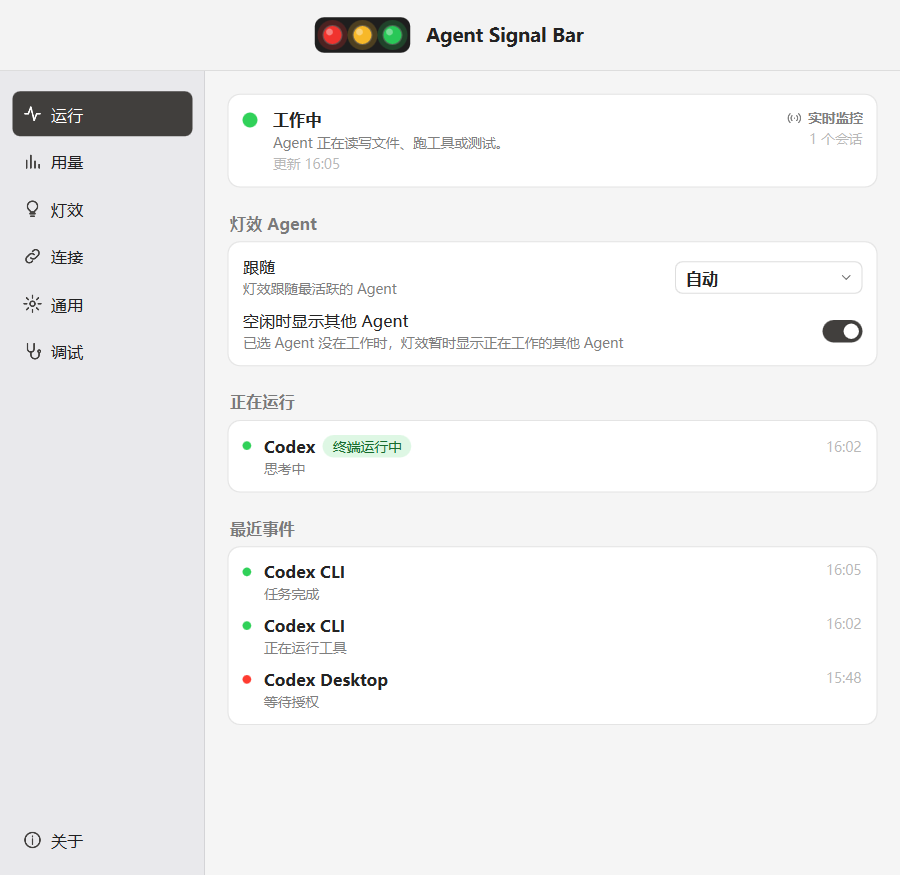 Agent Signal Bar
运行
用量
灯效
连接
通用
调试
关于
工作中
实时监控
Agent 正在读写文件、跑工具或测试。
1 个会话
更新 16:05
灯效 Agent
跟随
灯效跟随最活跃的 Agent
自动
空闲时显示其他 Agent
已选 Agent 没在工作时，灯效暂时显示正在工作的其他 Agent
正在运行
Codex 终端运行中 16:02
思考中
最近事件
Codex CLI 16:05
任务完成
Codex CLI 16:02
正在运行工具
Codex Desktop 15:48
等待授权